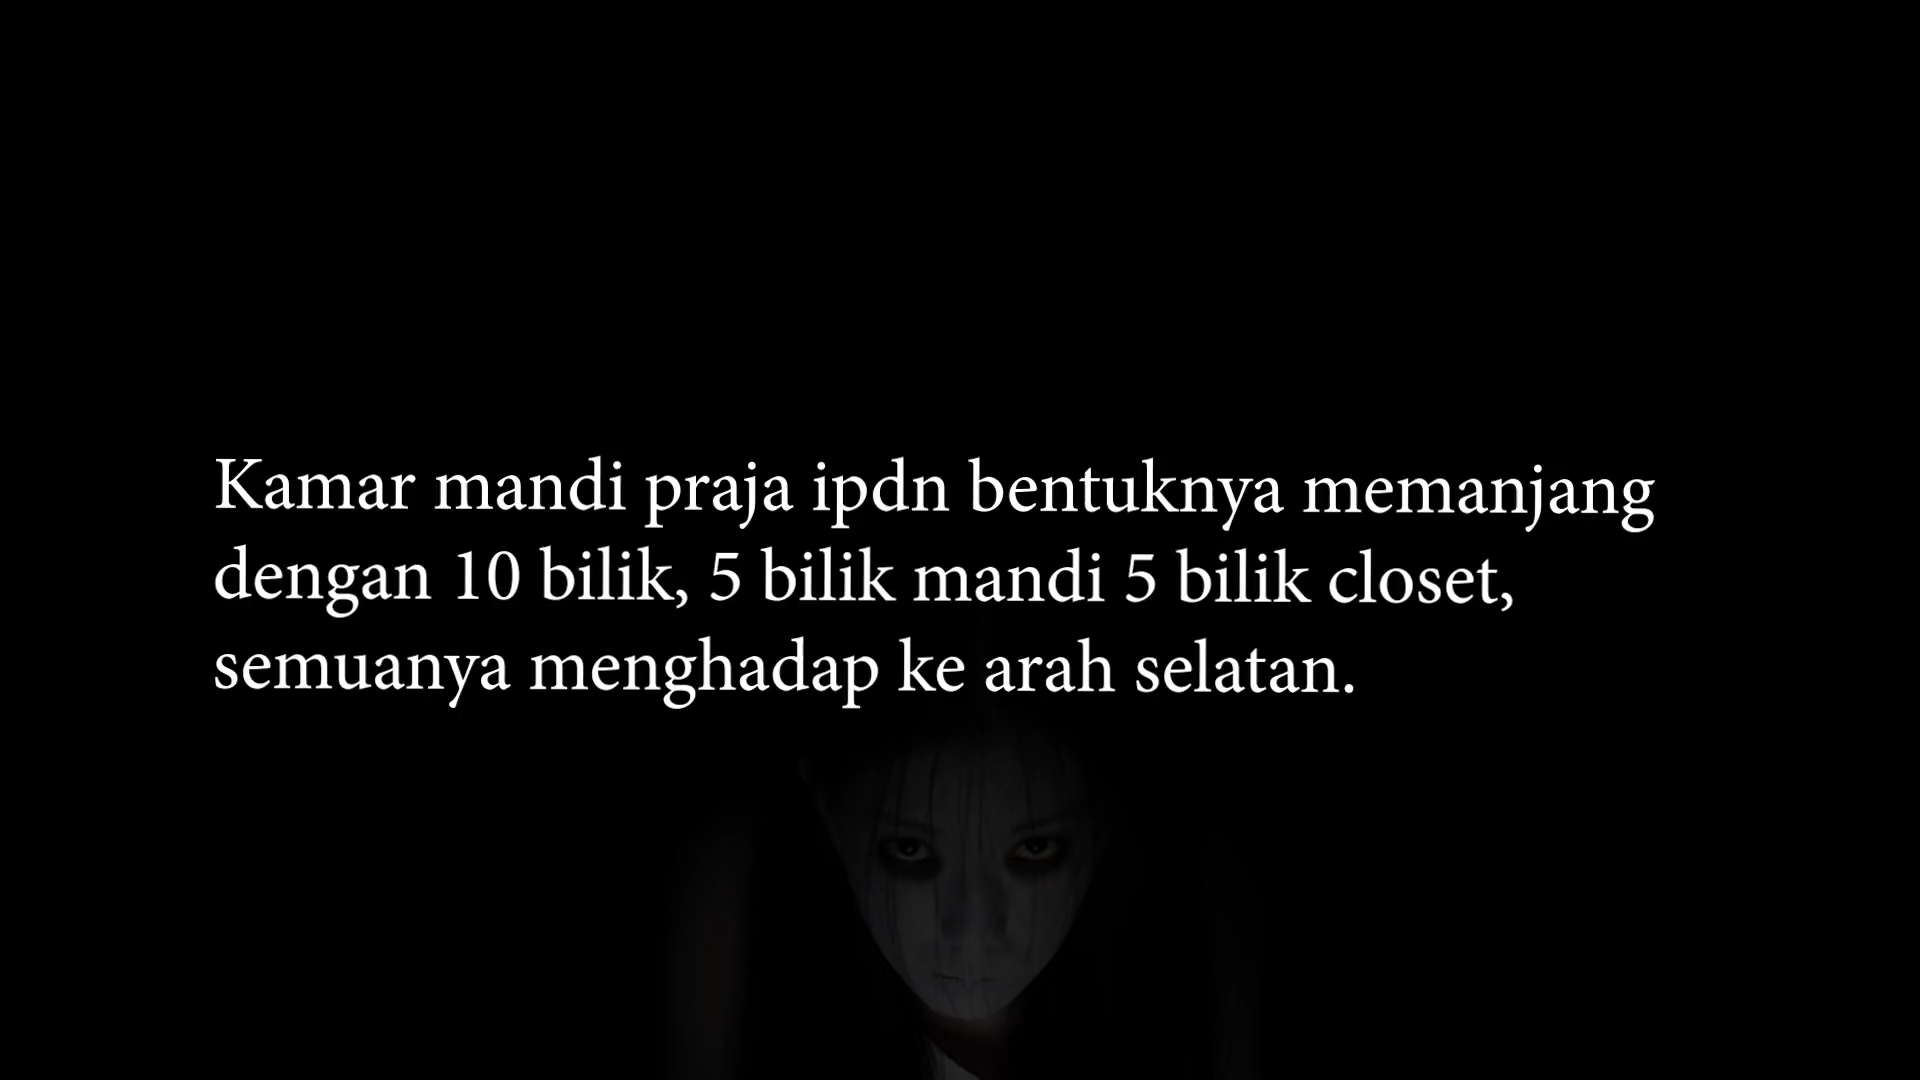 Kamar mandi praja ipdn bentuknya memanjang
dengan 10 bilik, 5 bilik mandi 5 bilik closet,
semuanya menghadap ke arah selatan.